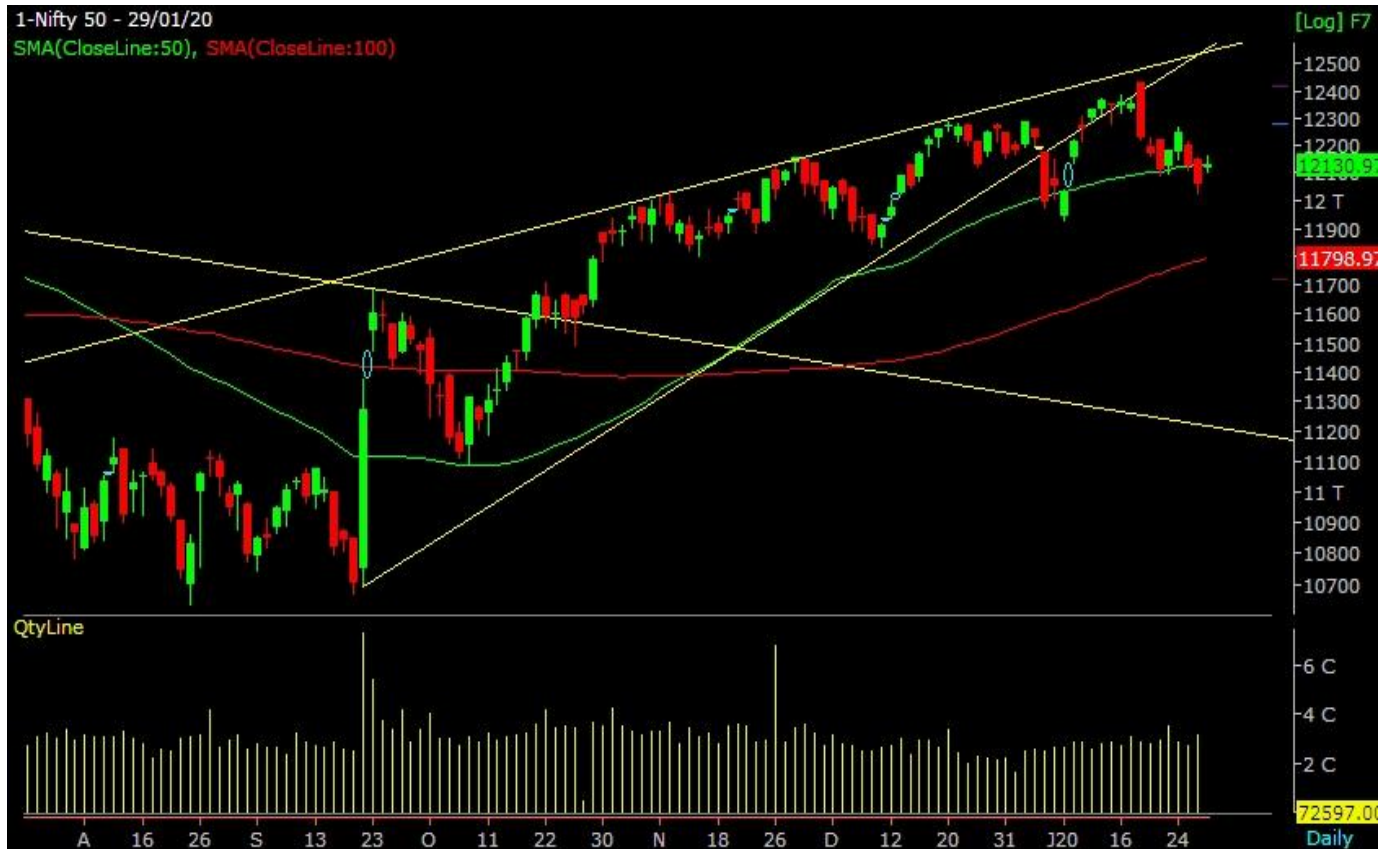 1-Nifty 50 - 29/01/20
[Log] F7
SMA(CloseLine:50), SMA(CloseLine:100)
12500
12400
12300
12200
12130.97
12 T
11900
11798.97
11700
11600
11500
11400
11300
11200
11100
11 T
10900
10800
10700
QtyLine
6 C
4 C
2 C
72597.00
A 16 26 S 13 23 O 11 22 30 N 18 26 D 12 20 31 J20 16 24
Daily